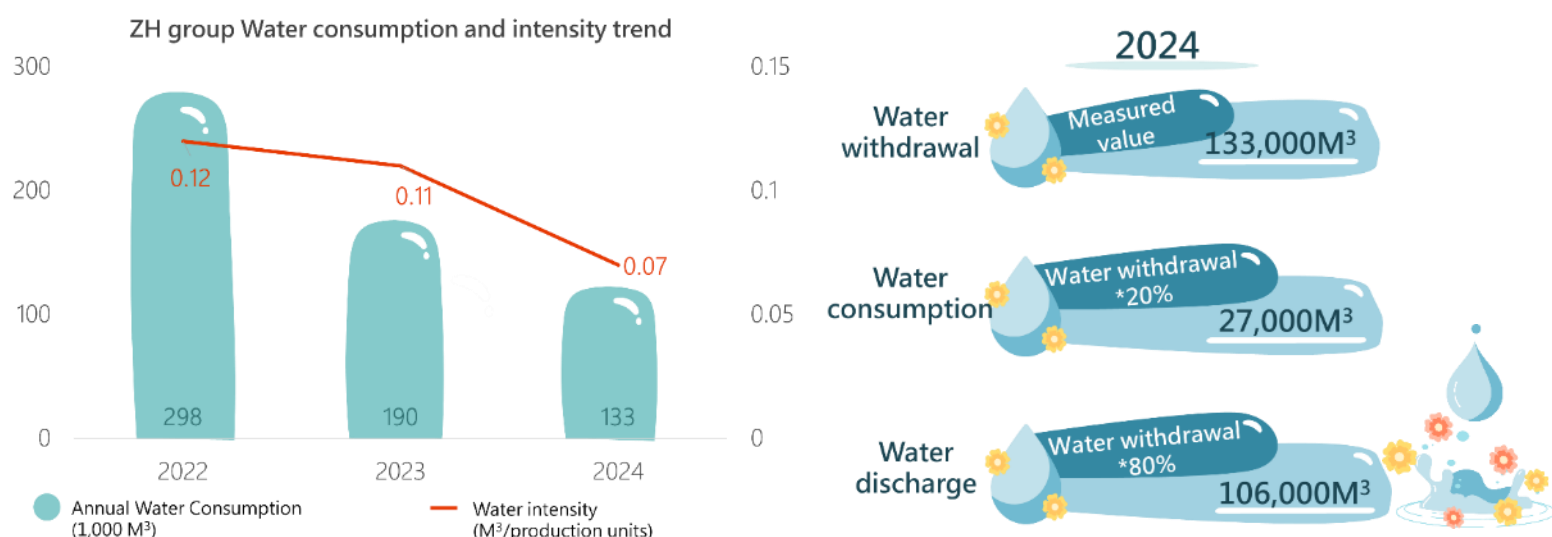 ZH group Water consumption and intensity trend
300
200
100
0
0.15
0.1
0.05
0
0.12
0.11
0.07
298
190
133
2022
2023
2024
Annual Water Consumption
(1,000 M³)
Water intensity
(M³/production units)
2024
Water
withdrawal
Measured
value
133,000M³
Water
consumption
Water withdrawal
*20%
27,000M³
Water
discharge
Water withdrawal
*80%
106,000M³